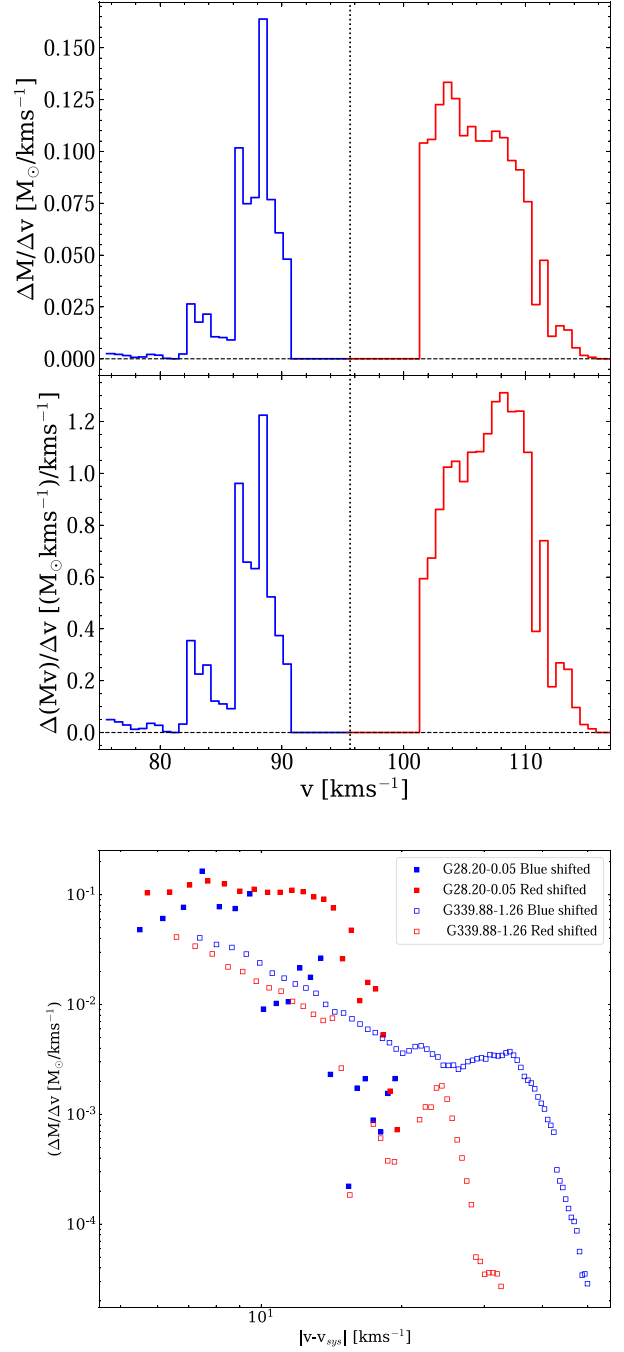 ΔM/Δv [M⊙/kms⁻¹]
0.150
0.125
0.100
0.075
0.050
0.025
0.000
Δ(Mv)/Δv [(M⊙kms⁻¹)/kms⁻¹]
1.2
1.0
0.8
0.6
0.4
0.2
0.0
80 90 100 110
v [kms⁻¹]
G28.20-0.05 Blue shifted
G28.20-0.05 Red shifted
G339.88-1.26 Blue shifted
G339.88-1.26 Red shifted
(ΔM/Δv [M⊙/kms⁻¹)
10⁻¹
10⁻²
10⁻³
10⁻⁴
10¹
|v-vsys| [kms⁻¹]